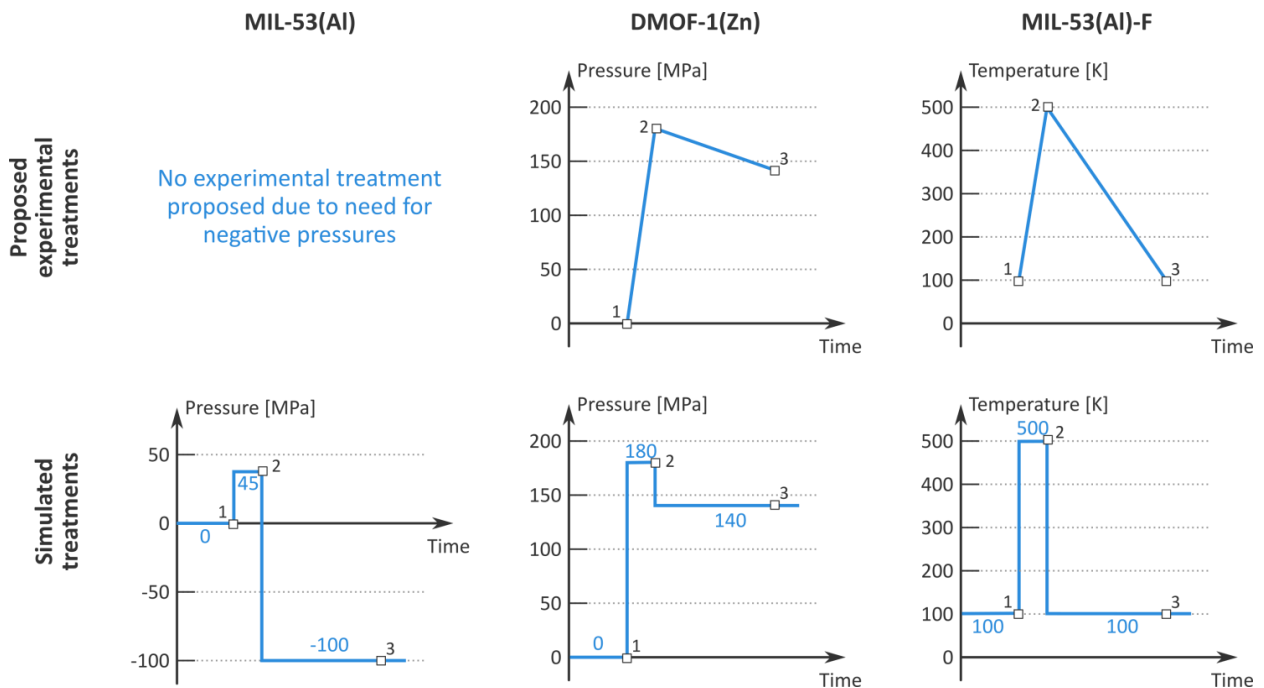 MIL-53(Al)
DMOF-1(Zn)
MIL-53(Al)-F
Proposed
experimental
treatments
No experimental treatment
proposed due to need for
negative pressures
Pressure [MPa]
200
150
100
50
0
1
2
3
Time
Temperature [K]
500
400
300
200
100
0
1
2
3
Time
Simulated
treatments
Pressure [MPa]
50
0
-50
-100
0
1
45
2
-100
3
Time
Pressure [MPa]
200
150
100
50
0
0
1
180
2
140
3
Time
Temperature [K]
500
400
300
200
100
0
100
1
500
2
100
3
Time